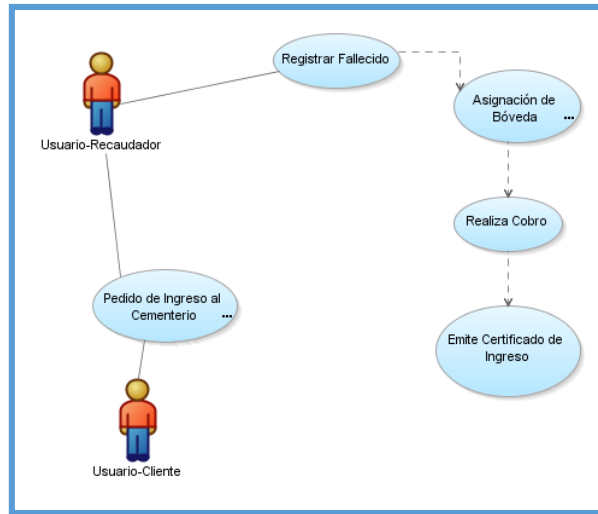 Registrar Fallecido
Asignación de
Bóveda
...
Usuario-Recaudador
Realiza Cobro
Pedido de Ingreso al
Cementerio
...
Emite Certificado de
Ingreso
Usuario-Cliente